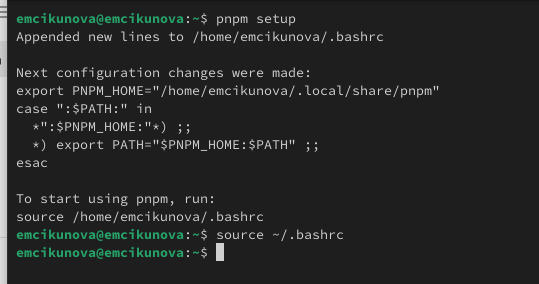 emcikunova@emcikunova:~$ pnpm setup
Appended new lines to /home/emcikunova/.bashrc

Next configuration changes were made:
export PNPM_HOME="/home/emcikunova/.local/share/pnpm"
case ":$PATH:" in
  *":$PNPM_HOME:"*) ;;
  *) export PATH="$PNPM_HOME:$PATH" ;;
esac

To start using pnpm, run:
source /home/emcikunova/.bashrc
emcikunova@emcikunova:~$ source ~/.bashrc
emcikunova@emcikunova:~$